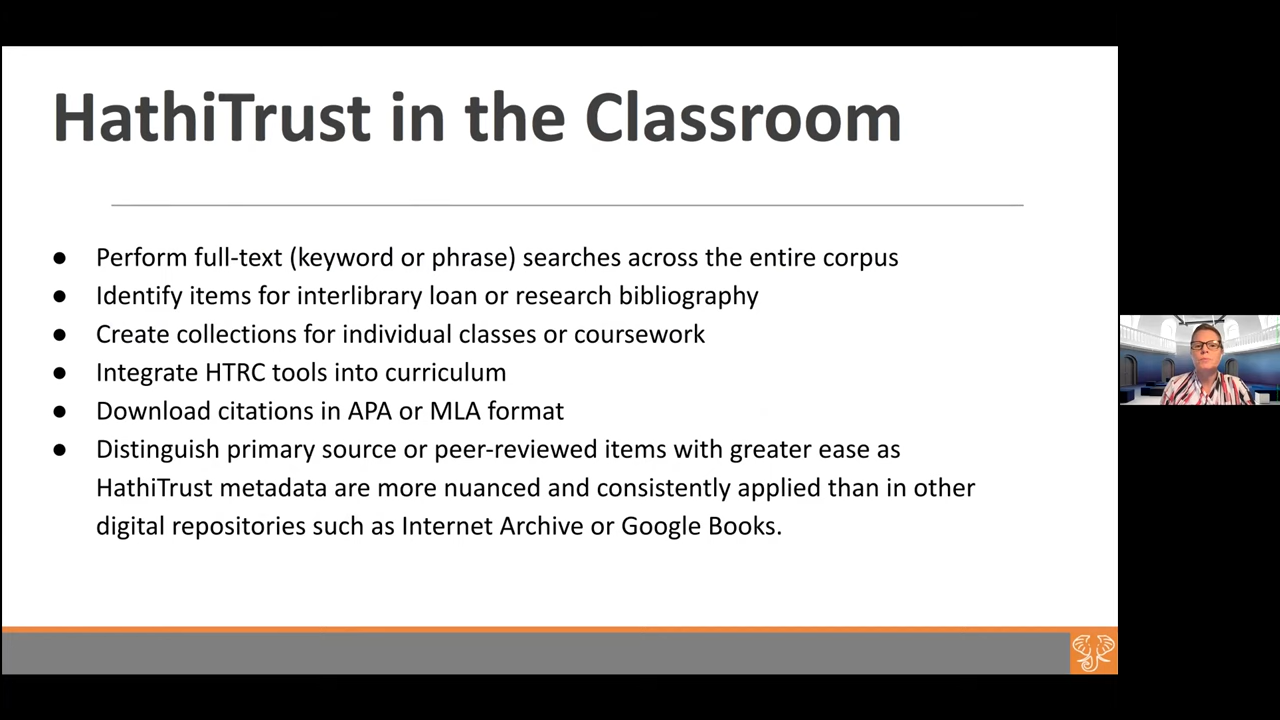 HathiTrust in the Classroom
● Perform full-text (keyword or phrase) searches across the entire corpus
● Identify items for interlibrary loan or research bibliography
● Create collections for individual classes or coursework
● Integrate HTRC tools into curriculum
● Download citations in APA or MLA format
● Distinguish primary source or peer-reviewed items with greater ease as
HathiTrust metadata are more nuanced and consistently applied than in other
digital repositories such as Internet Archive or Google Books.